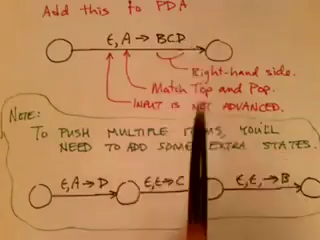 Add this to PDA
ε, A → BCD
Right-hand side.
Match Top and Pop.
INPUT IS NOT ADVANCED.
NOTE:
TO PUSH MULTIPLE ITEMS, YOU'LL
NEED TO ADD SOME EXTRA STATES.
ε, A → D ε, ε → C ε, ε, → B